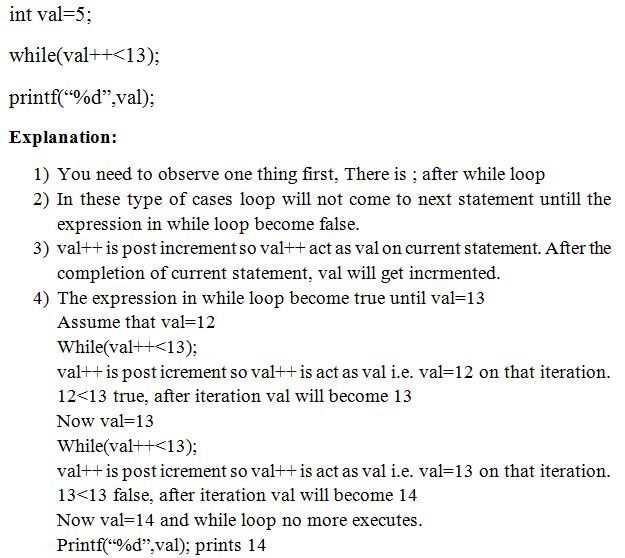 int val=5;
while(val++<13);
printf(“%d”,val);
Explanation:
1) You need to observe one thing first, There is ; after while loop
2) In these type of cases loop will not come to next statement untill the
expression in while loop become false.
3) val++ is post increment so val++ act as val on current statement. After the
completion of current statement, val will get incrmented.
4) The expression in while loop become true until val=13
Assume that val=12
While(val++<13);
val++ is post icrement so val++ is act as val i.e. val=12 on that iteration.
12<13 true, after iteration val will become 13
Now val=13
While(val++<13);
val++ is post icrement so val++ is act as val i.e. val=13 on that iteration.
13<13 false, after iteration val will become 14
Now val=14 and while loop no more executes.
Printf(“%d”,val); prints 14